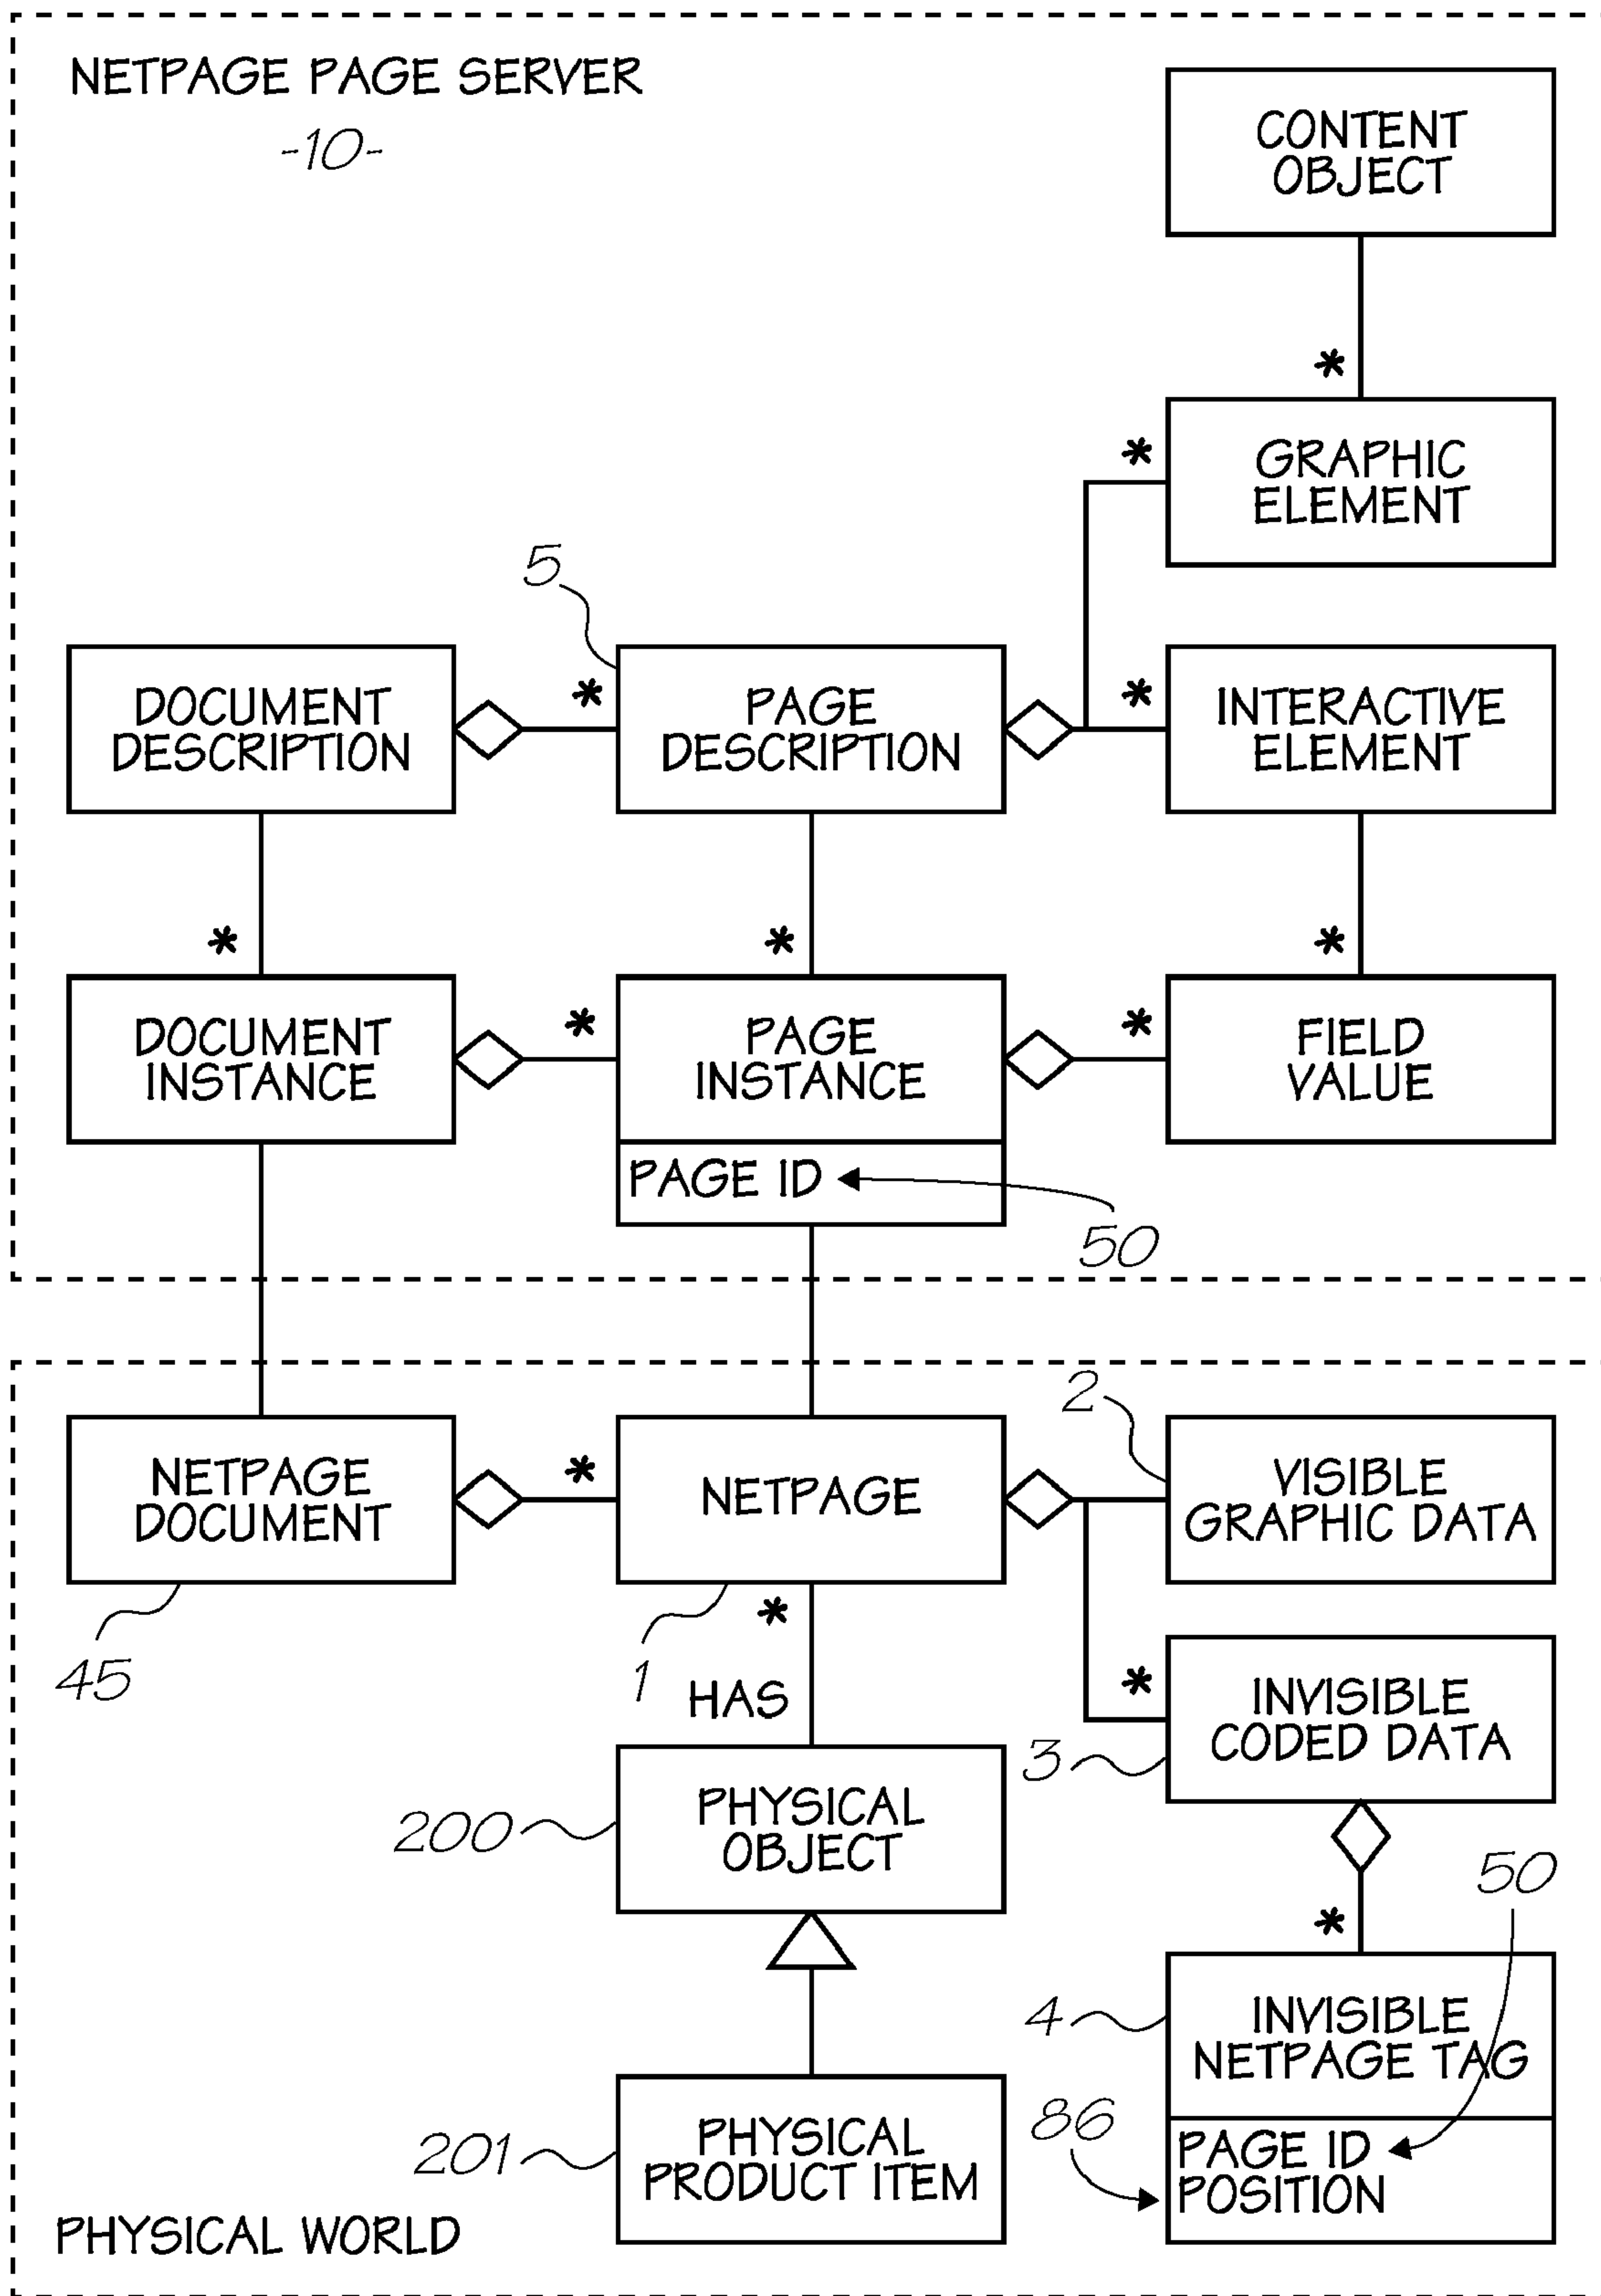 NETPAGE PAGE SERVER
-10-
CONTENT
OBJECT
*
*
GRAPHIC
ELEMENT
5
DOCUMENT
DESCRIPTION
*
PAGE
DESCRIPTION
*
INTERACTIVE
ELEMENT
*
*
*
DOCUMENT
INSTANCE
*
PAGE
INSTANCE
*
FIELD
VALUE
PAGE ID
50
2
NETPAGE
DOCUMENT
*
NETPAGE
VISIBLE
GRAPHIC DATA
45
1
*
HAS
*
INVISIBLE
CODED DATA
3
200
PHYSICAL
OBJECT
50
*
4
INVISIBLE
NETPAGE TAG
86
PAGE ID
POSITION
201
PHYSICAL
PRODUCT ITEM
PHYSICAL WORLD